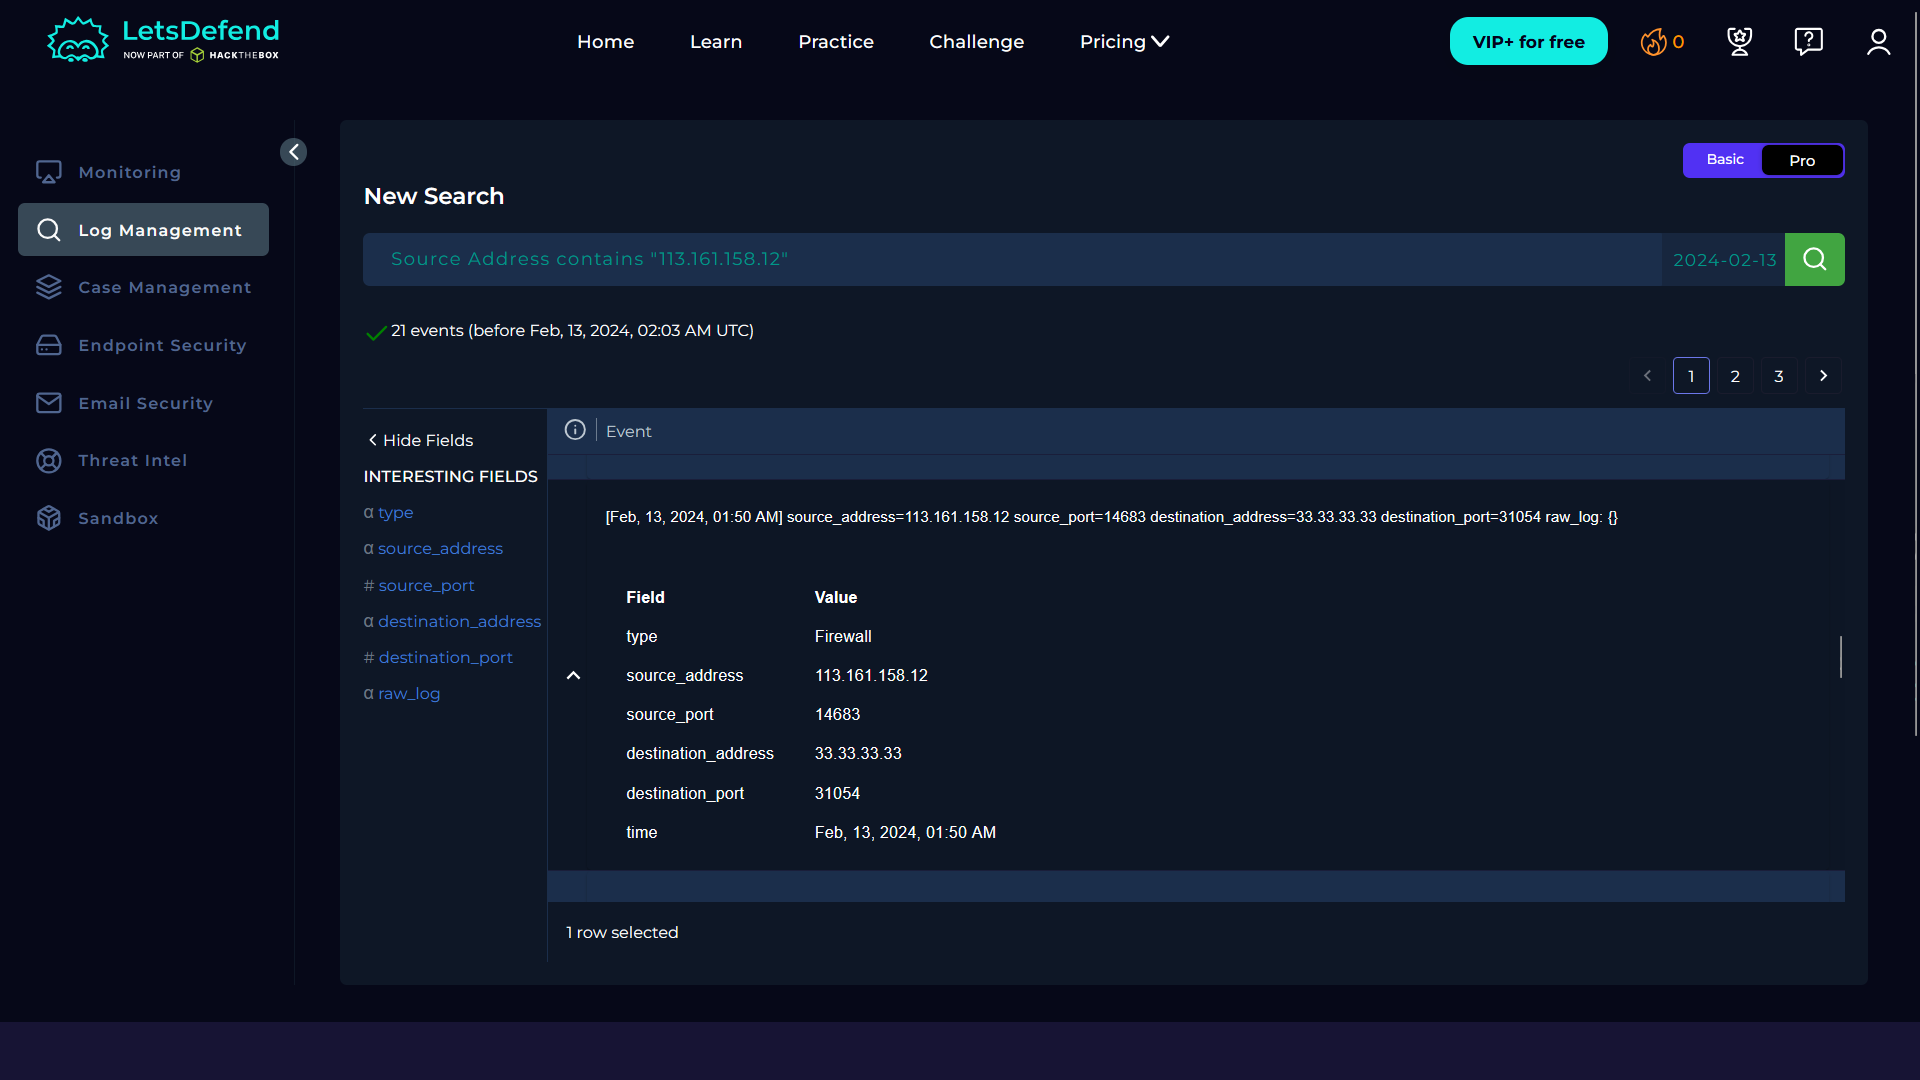 LetsDefend
NOW PART OF HACKTHEBOX
Home Learn Practice Challenge Pricing
VIP+ for free
0
Monitoring
Log Management
Case Management
Endpoint Security
Email Security
Threat Intel
Sandbox
Basic Pro
New Search
Source Address contains "113.161.158.12" 2024-02-13
21 events (before Feb, 13, 2024, 02:03 AM UTC)
1 2 3
Hide Fields
INTERESTING FIELDS
α type
α source_address
# source_port
α destination_address
# destination_port
α raw_log
Event
[Feb, 13, 2024, 01:50 AM] source_address=113.161.158.12 source_port=14683 destination_address=33.33.33.33 destination_port=31054 raw_log: {}
Field Value
type Firewall
source_address 113.161.158.12
source_port 14683
destination_address 33.33.33.33
destination_port 31054
time Feb, 13, 2024, 01:50 AM
1 row selected